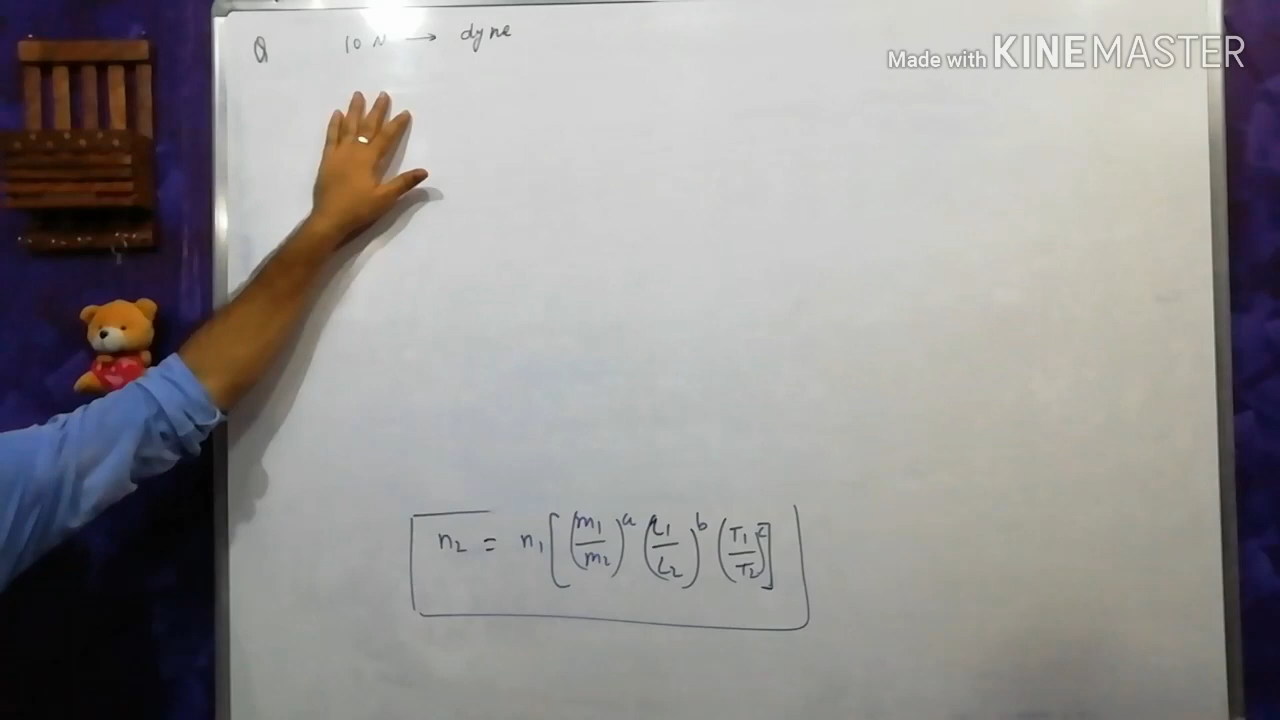 Q 10 N → dyne
Made with KINEMASTER
n₂ = n₁ [ (m₁/m₂)ᵃ (L₁/L₂)ᵇ (T₁/T₂)ᶜ ]